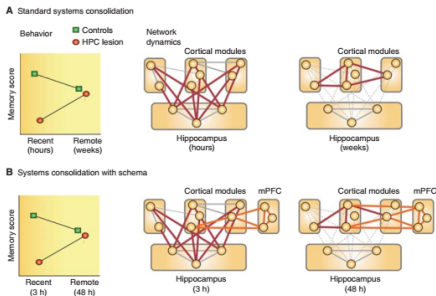 A Standard systems consolidation
Behavior
Controls
HPC lesion
Network
dynamics
Memory score
Recent
(hours)
Remote
(weeks)
Cortical modules
Hippocampus
(hours)
Cortical modules
Hippocampus
(weeks)
B Systems consolidation with schema
Memory score
Recent
(3 h)
Remote
(48 h)
Cortical modules
mPFC
Hippocampus
(3 h)
Cortical modules
mPFC
Hippocampus
(48 h)